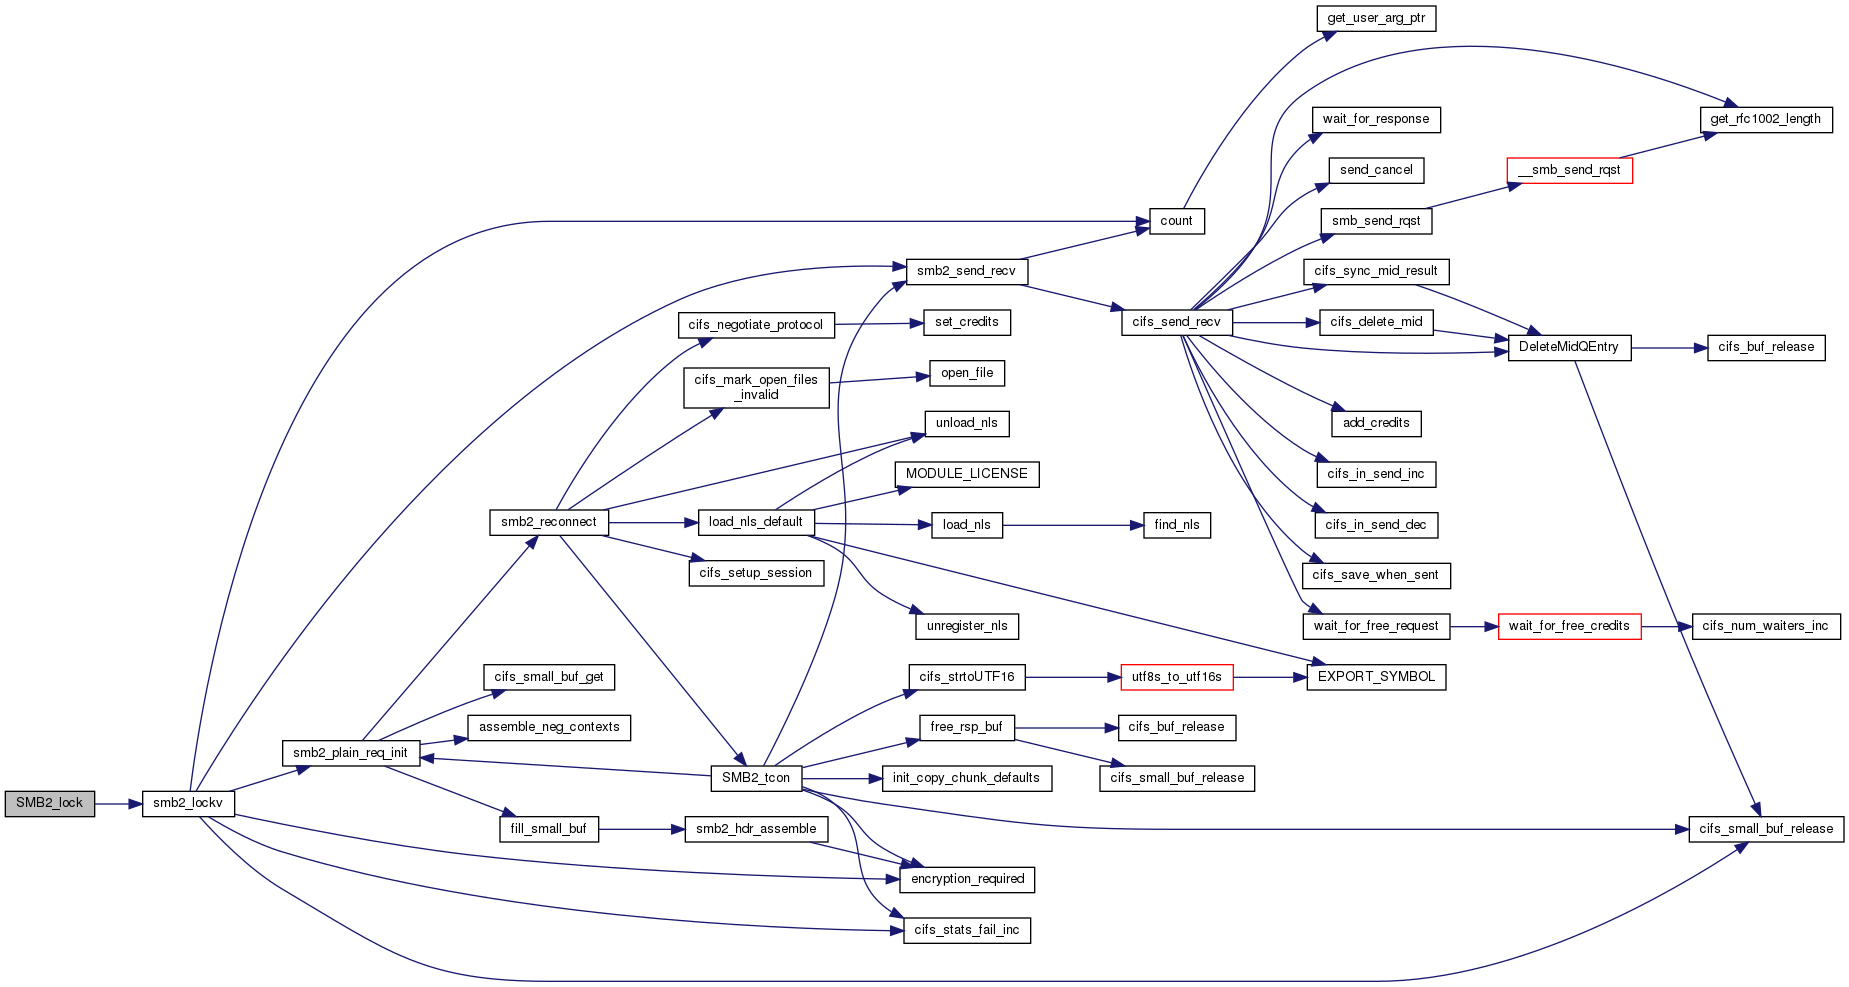 get_user_arg_ptr
wait_for_response
get_rfc1002_length
send_cancel
__smb_send_rqst
count
smb_send_rqst
smb2_send_recv
cifs_sync_mid_result
cifs_negotiate_protocol
set_credits
cifs_send_recv
cifs_delete_mid
DeleteMidQEntry
cifs_buf_release
cifs_mark_open_files
_invalid
open_file
unload_nls
add_credits
MODULE_LICENSE
cifs_in_send_inc
smb2_reconnect
load_nls_default
load_nls
find_nls
cifs_in_send_dec
cifs_setup_session
cifs_save_when_sent
unregister_nls
wait_for_free_request
wait_for_free_credits
cifs_num_waiters_inc
cifs_small_buf_get
cifs_strtoUTF16
utf8s_to_utf16s
EXPORT_SYMBOL
assemble_neg_contexts
free_rsp_buf
cifs_buf_release
smb2_plain_req_init
SMB2_tcon
init_copy_chunk_defaults
cifs_small_buf_release
SMB2_lock
smb2_lockv
fill_small_buf
smb2_hdr_assemble
cifs_small_buf_release
encryption_required
cifs_stats_fail_inc